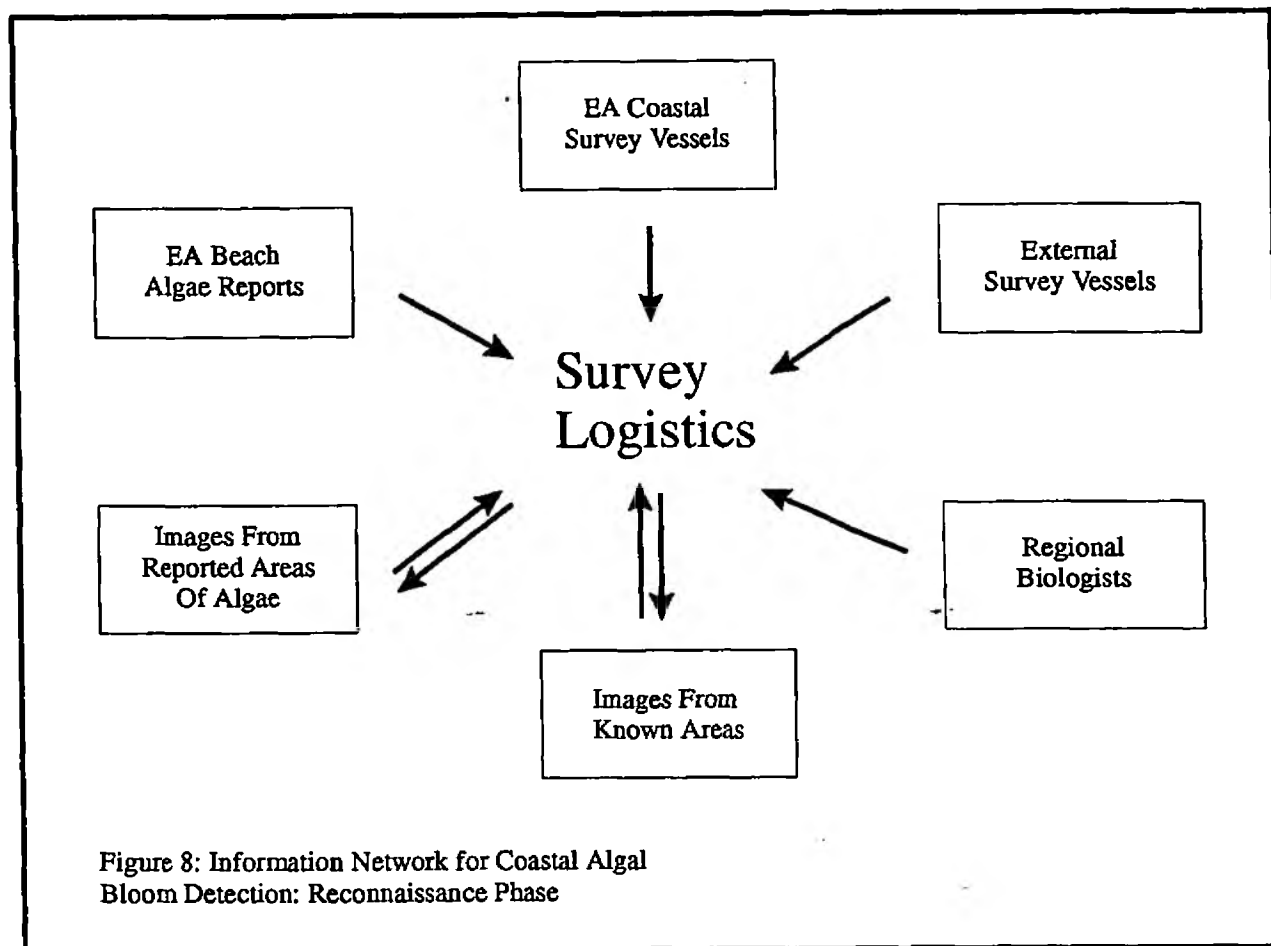 EA Coastal
Survey Vessels
EA Beach
Algae Reports
External
Survey Vessels
Survey
Logistics
Images From
Reported Areas
Of Algae
Regional
Biologists
Images From
Known Areas
Figure 8: Information Network for Coastal Algal
Bloom Detection: Reconnaissance Phase